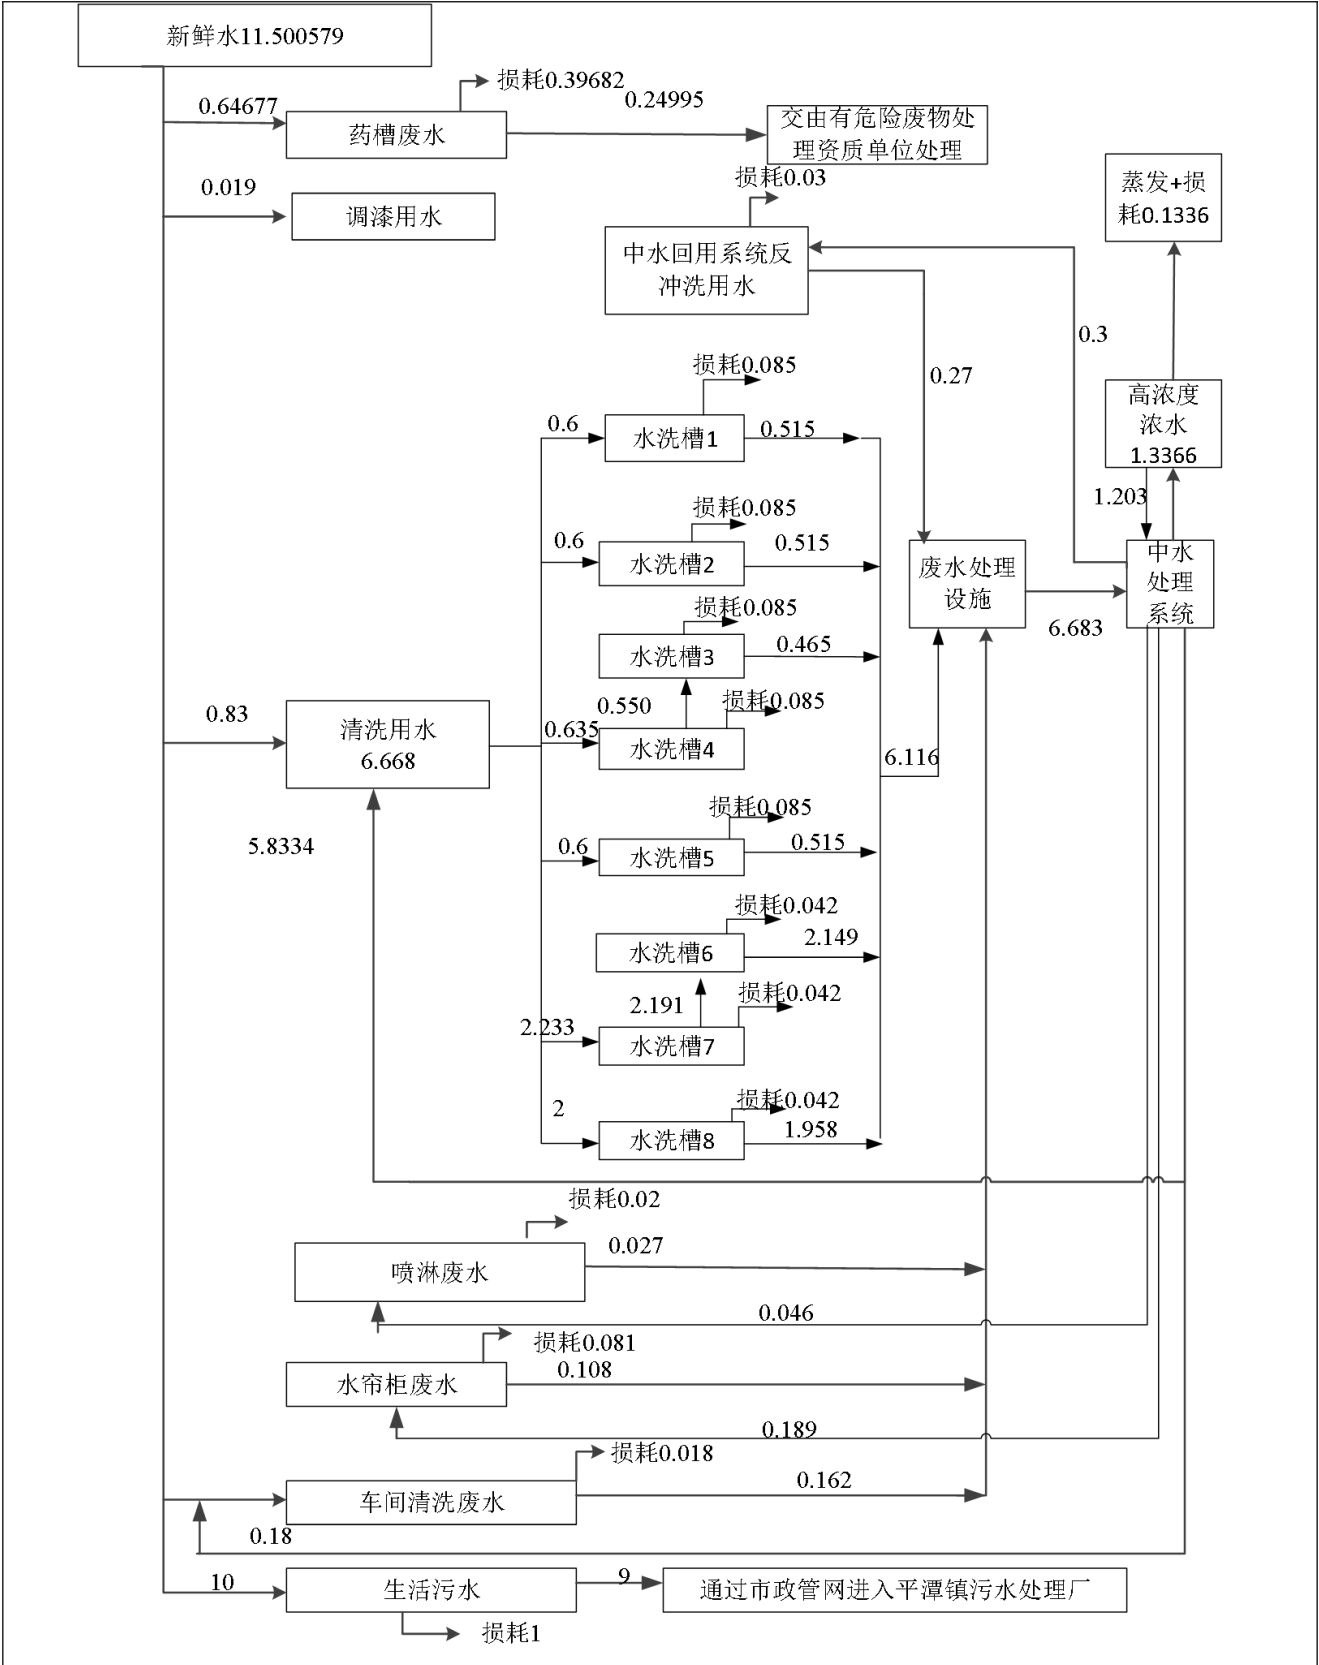 新鲜水11.500579
损耗0.39682
0.64677
0.24995
药槽废水
交由有危险废物处
理资质单位处理
0.019
调漆用水
损耗0.03
中水回用系统反
冲洗用水
蒸发+损
耗0.1336
0.3
0.27
高浓度
浓水
1.3366
1.203
损耗0.085
0.6
水洗槽1
0.515
损耗0.085
0.6
水洗槽2
0.515
废水处理
设施
6.683
中水
处理
系统
损耗0.085
水洗槽3
0.465
0.550
损耗0.085
0.83
清洗用水
6.668
0.635
水洗槽4
6.116
5.8334
损耗0.085
0.6
水洗槽5
0.515
损耗0.042
水洗槽6
2.149
2.191
损耗0.042
2.233
水洗槽7
损耗0.042
2
水洗槽8
1.958
损耗0.02
喷淋废水
0.027
0.046
损耗0.081
水帘柜废水
0.108
0.189
损耗0.018
车间清洗废水
0.162
0.18
10
生活污水
9
通过市政管网进入平潭镇污水处理厂
损耗1